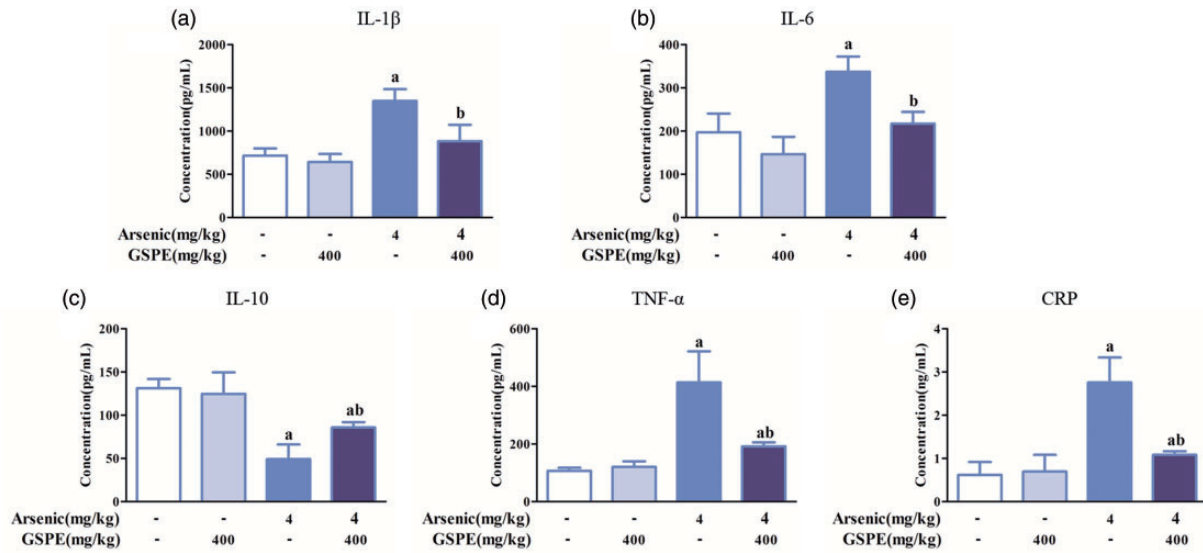 (a) IL-1β
Concentration(pg/mL)
2000
1500
1000
500
0
a
b
Arsenic(mg/kg) - - 4 4
GSPE(mg/kg) - 400 - 400
(b) IL-6
Concentration(pg/mL)
400
300
200
100
0
a
b
Arsenic(mg/kg) - - 4 4
GSPE(mg/kg) - 400 - 400
(c) IL-10
Concentration(pg/mL)
200
150
100
50
0
a
ab
Arsenic(mg/kg) - - 4 4
GSPE(mg/kg) - 400 - 400
(d) TNF-α
Concentration(pg/mL)
600
400
200
0
a
ab
Arsenic(mg/kg) - - 4 4
GSPE(mg/kg) - 400 - 400
(e) CRP
Concentration(ng/mL)
4
3
2
1
0
a
ab
Arsenic(mg/kg) - - 4 4
GSPE(mg/kg) - 400 - 400